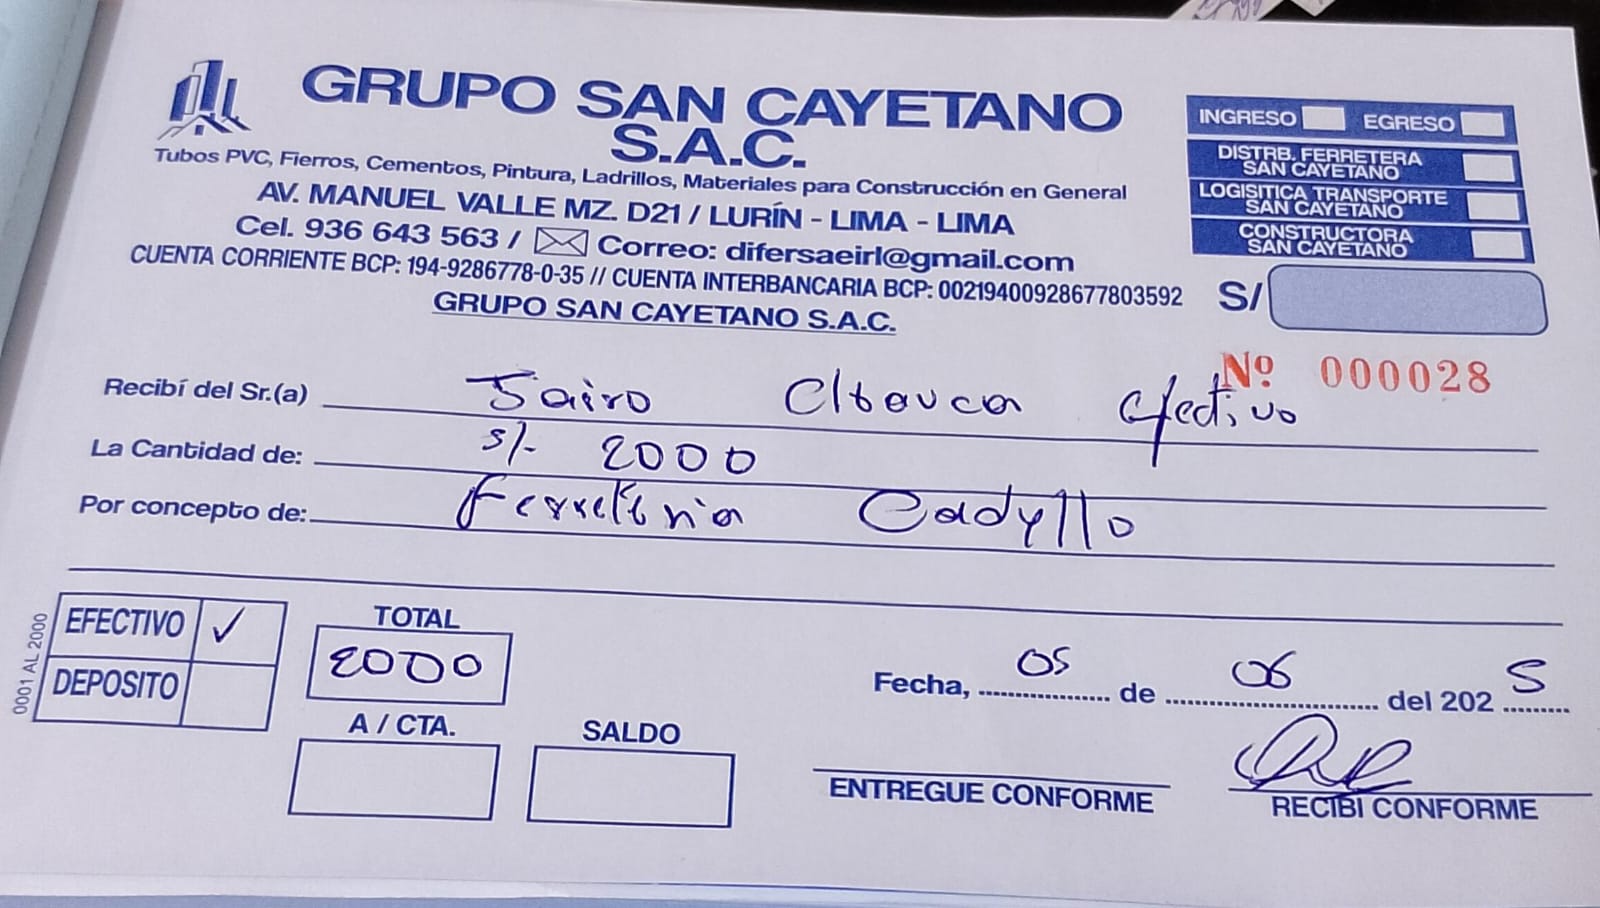 GRUPO SAN CAYETANO
S.A.C.
Tubos PVC, Fierros, Cementos, Pintura, Ladrillos, Materiales para Construcción en General
AV. MANUEL VALLE MZ. D21 / LURÍN - LIMA - LIMA
Cel. 936 643 563 / Correo: difersaeirl@gmail.com
CUENTA CORRIENTE BCP: 194-9286778-0-35 // CUENTA INTERBANCARIA BCP: 00219400928677803592
GRUPO SAN CAYETANO S.A.C.
INGRESO EGRESO
DISTRB. FERRETERA
SAN CAYETANO
LOGISITICA TRANSPORTE
SAN CAYETANO
CONSTRUCTORA
SAN CAYETANO
S/
Nº 000028
Recibí del Sr.(a) Jairo Efectivo
La Cantidad de: s/. 2000
Por concepto de: Ferreteria Cadyllo
0001 AL 2000
EFECTIVO ✓
DEPOSITO
TOTAL
2000
A / CTA.
SALDO
Fecha, 05 de 06 del 202 5
ENTREGUE CONFORME
RECIBI CONFORME